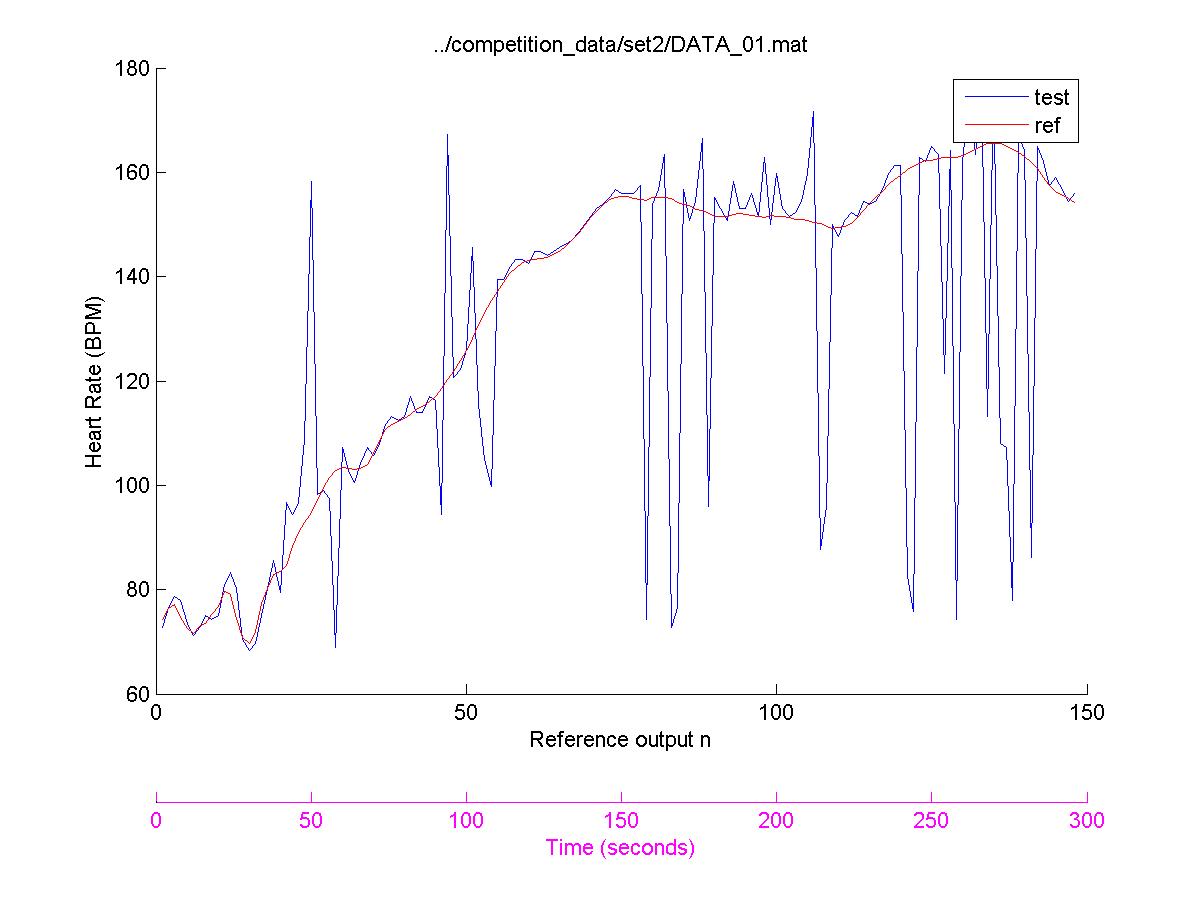 ../competition_data/set2/DATA_01.mat
180
160
140
120
100
80
60
Heart Rate (BPM)
test
ref
0 50 100 150
Reference output n
0 50 100 150 200 250 300
Time (seconds)